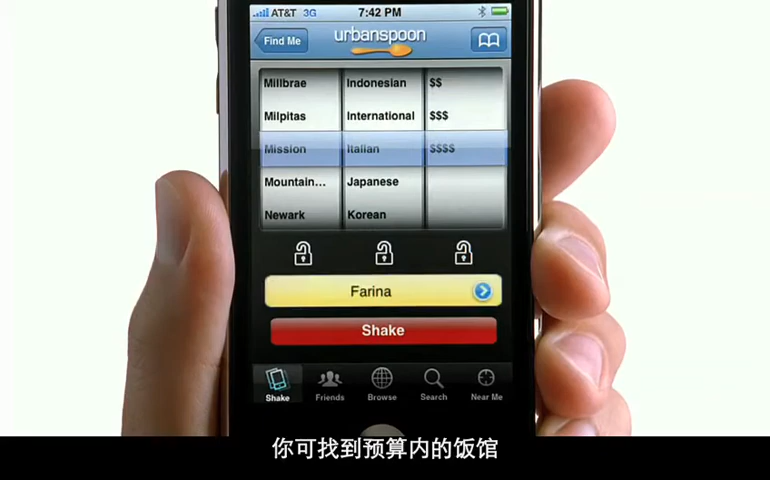 AT&T 3G 7:42 PM
Find Me urbanspoon
Millbrae Indonesian $$
Milpitas International $$$
Mission Italian $$$$
Mountain... Japanese
Newark Korean
Farina
Shake
Shake Friends Browse Search Near Me
你可找到预算内的饭馆